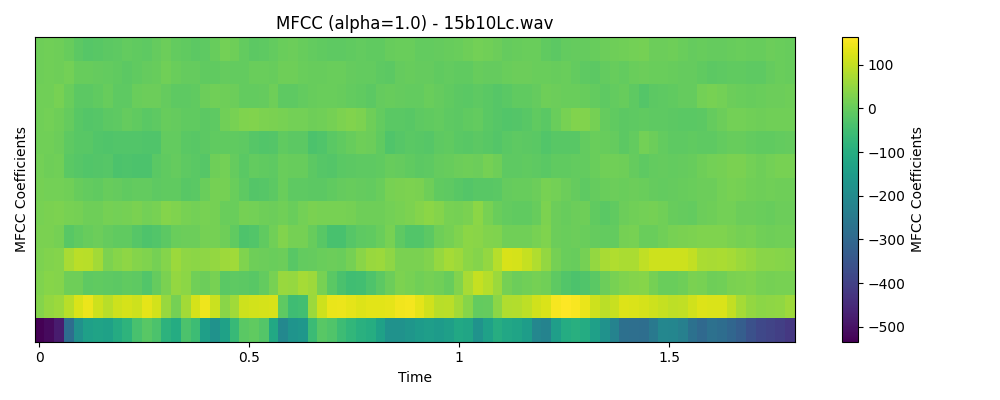 MFCC (alpha=1.0) - 15b10Lc.wav
MFCC Coefficients
0
0.5
1
1.5
Time
100
0
−100
−200
−300
−400
−500
MFCC Coefficients